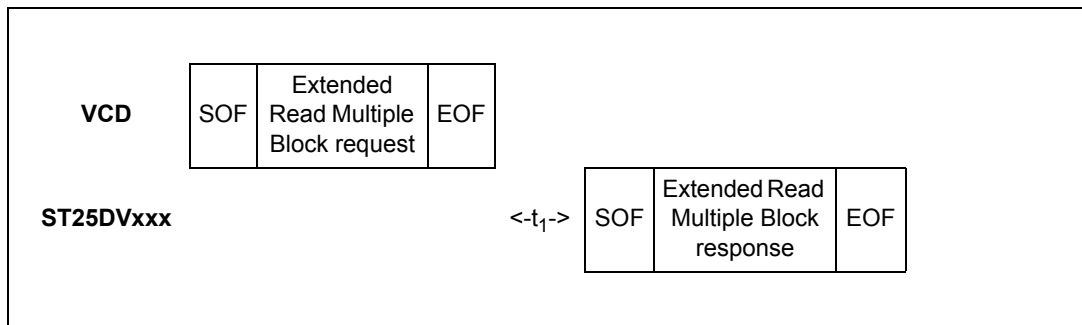 VCD
SOF
Extended
Read Multiple
Block request
EOF
ST25DVxxx
<-t₁->
SOF
Extended Read
Multiple Block
response
EOF